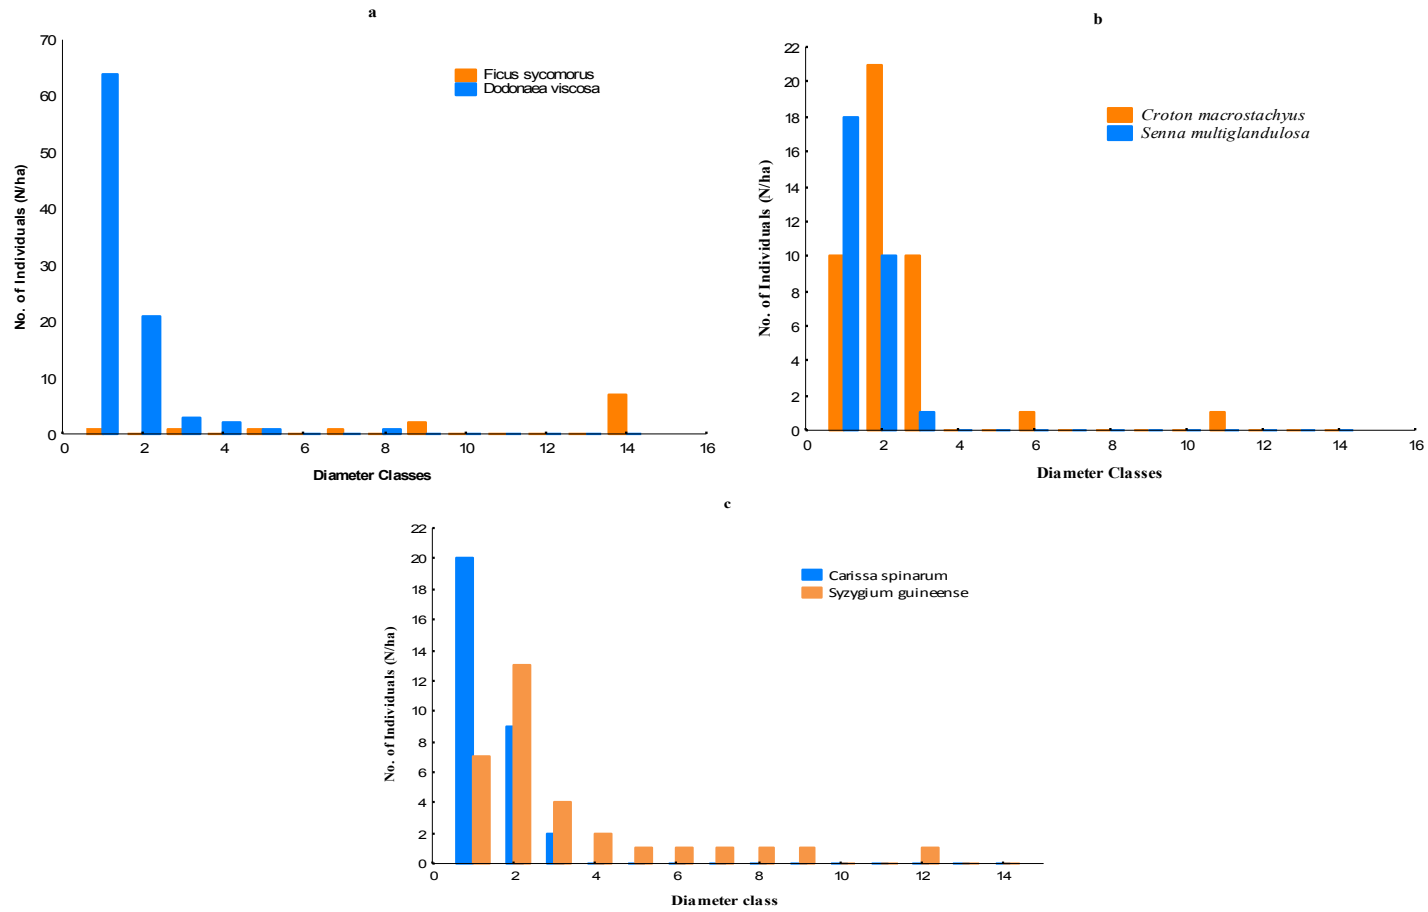 a
70
60
50
40
30
20
10
0
No. of Individuals (N/ha)
Ficus sycomorus
Dodonaea viscosa
0 2 4 6 8 10 12 14 16
Diameter Classes
b
22
20
18
16
14
12
10
8
6
4
2
0
No. of Individuals (N/ha)
Croton macrostachyus
Senna multiglandulosa
0 2 4 6 8 10 12 14 16
Diameter Classes
c
22
20
18
16
14
12
10
8
6
4
2
0
No. of Individuals (N/ha)
Carissa spinarum
Syzygium guineense
0 2 4 6 8 10 12 14
Diameter class